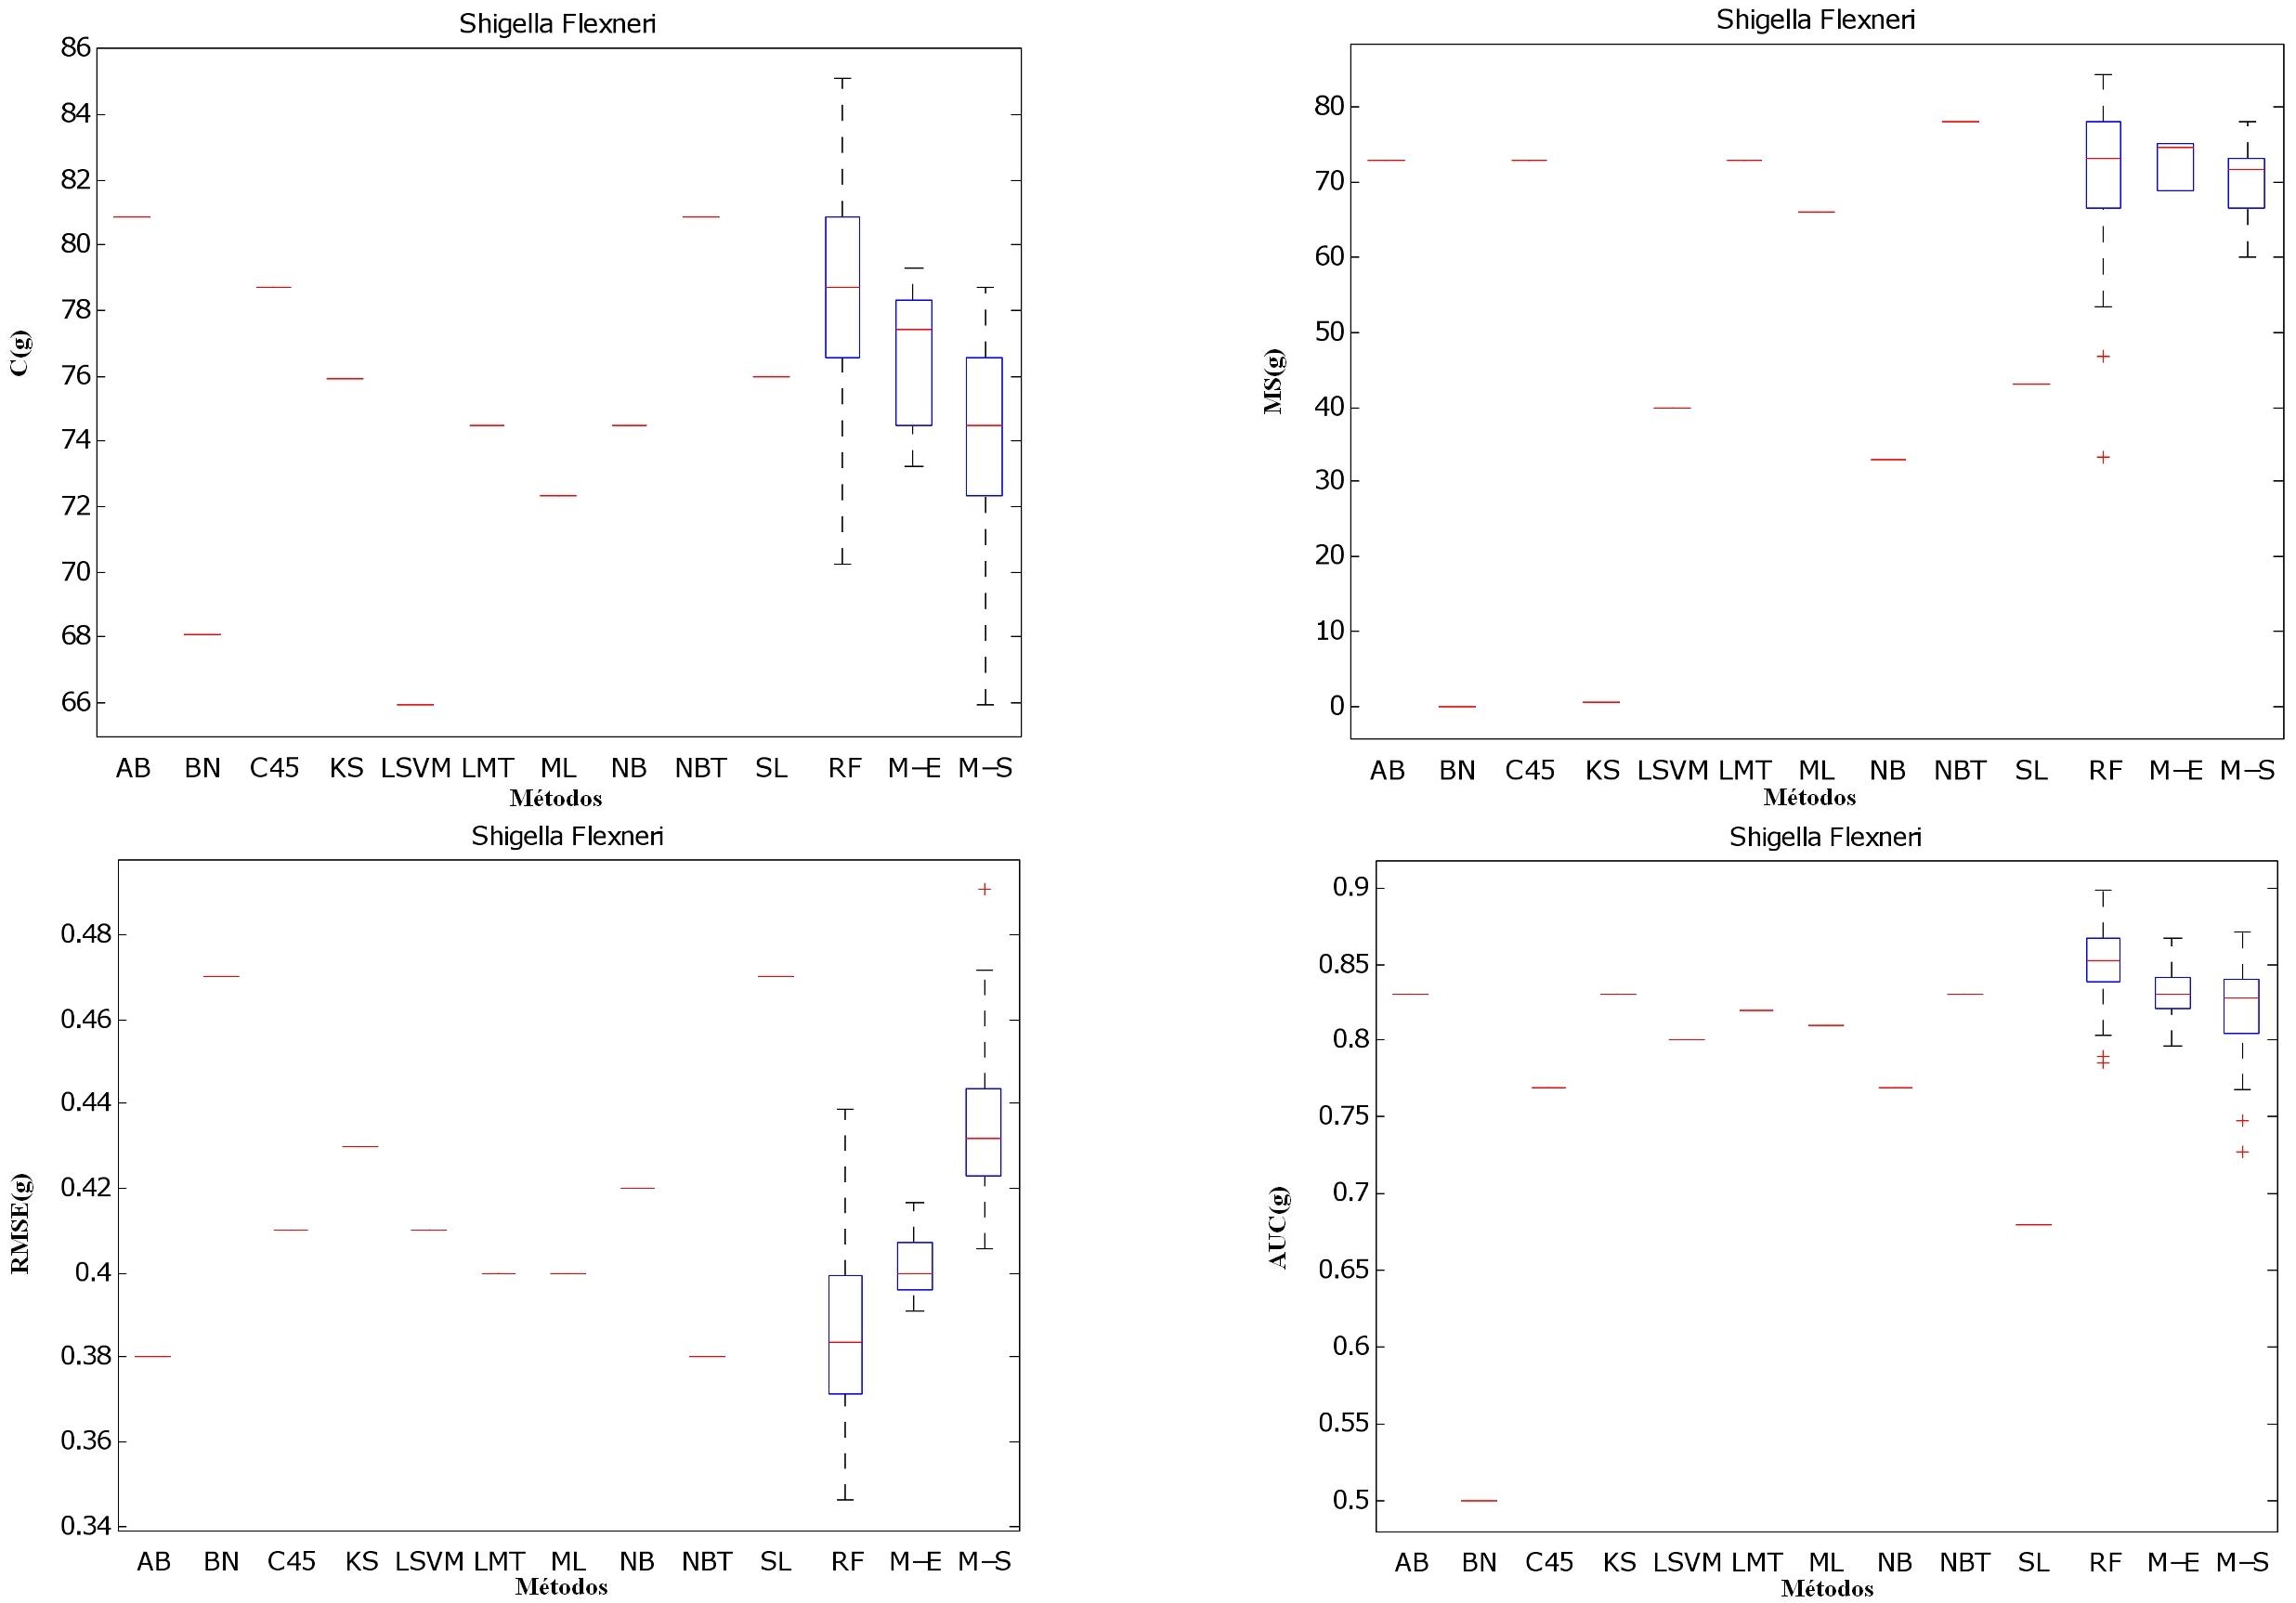 Shigella Flexneri
86
84
82
80
78
76
74
72
70
68
66
C(g)
AB BN C45 KS LSVM LMT ML NB NBT SL RF M–E M–S
Métodos
Shigella Flexneri
80
70
60
50
40
30
20
10
0
MS(g)
AB BN C45 KS LSVM LMT ML NB NBT SL RF M–E M–S
Métodos
Shigella Flexneri
0.48
0.46
0.44
0.42
0.4
0.38
0.36
0.34
RMSE(g)
AB BN C45 KS LSVM LMT ML NB NBT SL RF M–E M–S
Métodos
Shigella Flexneri
0.9
0.85
0.8
0.75
0.7
0.65
0.6
0.55
0.5
AUC(g)
AB BN C45 KS LSVM LMT ML NB NBT SL RF M–E M–S
Métodos